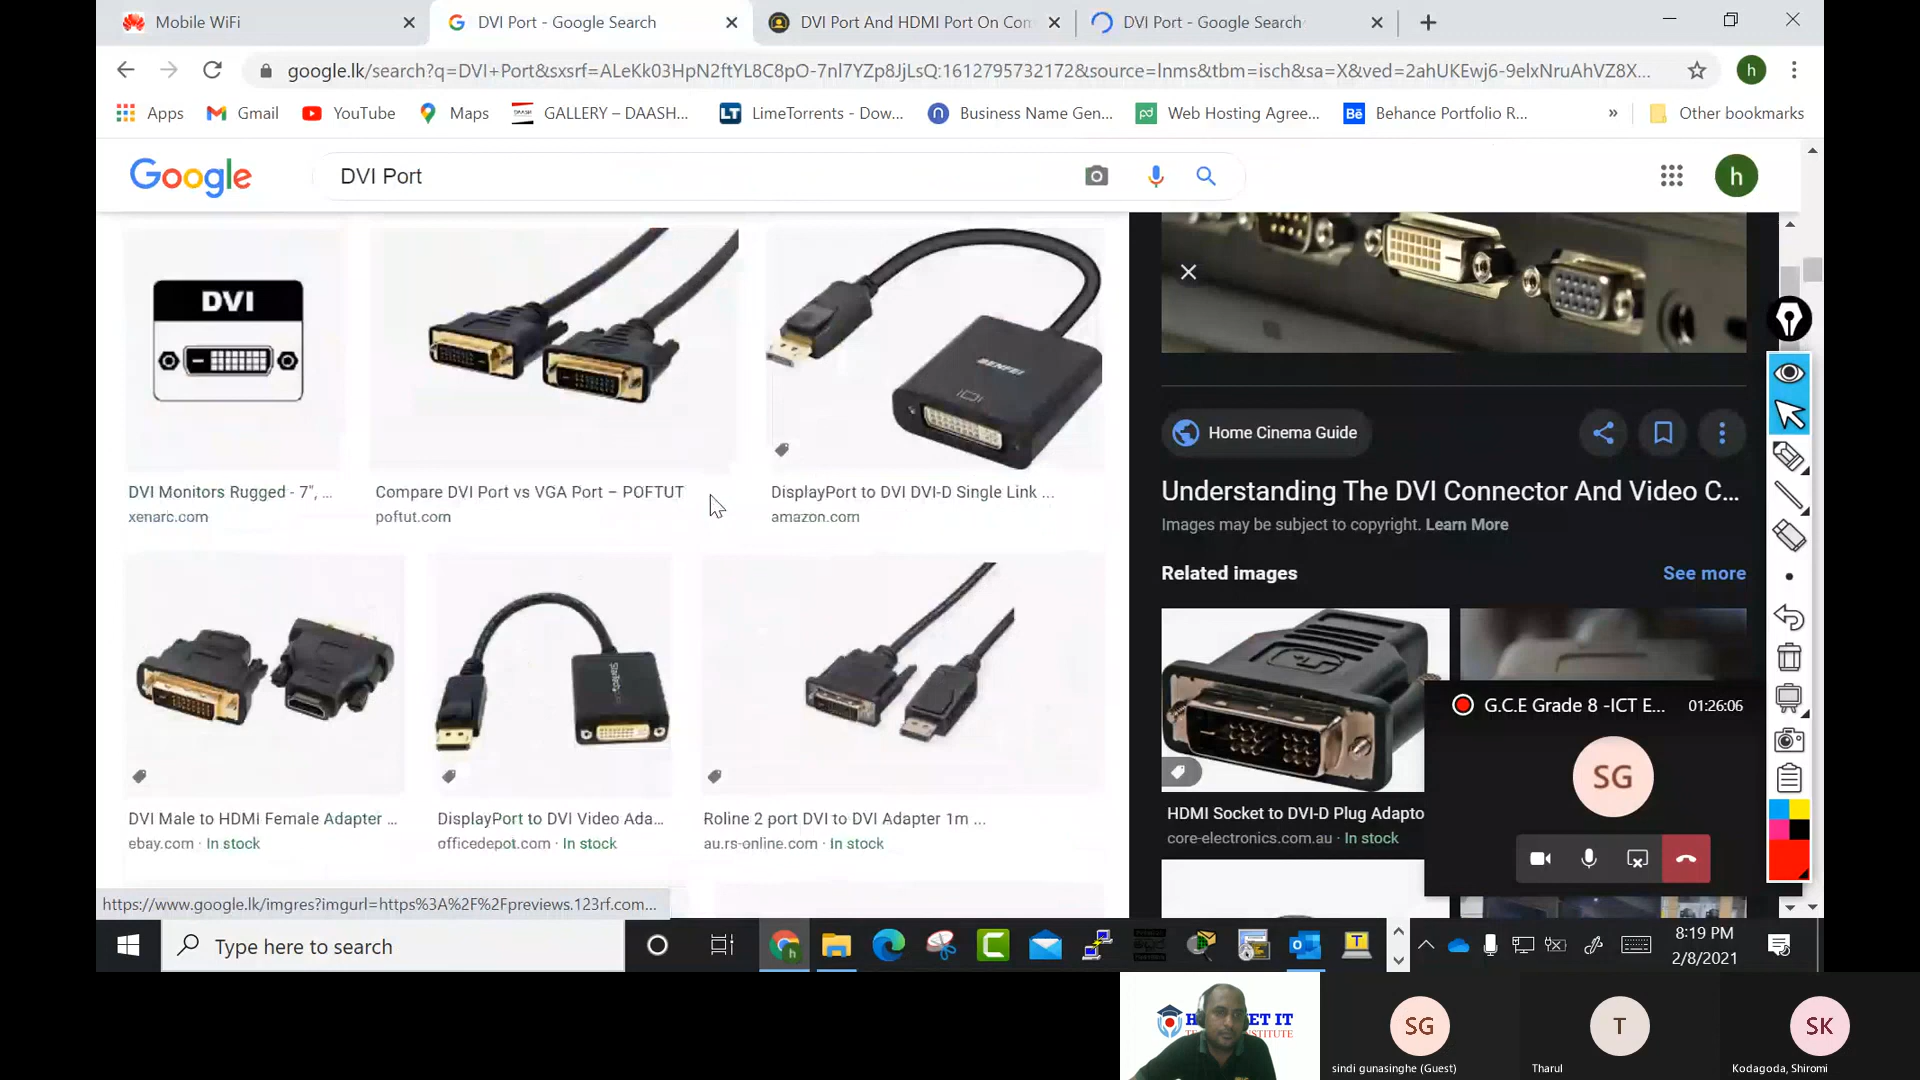 Mobile WiFi
DVI Port - Google Search
DVI Port And HDMI Port On Con
DVI Port - Google Search
google.lk/search?q=DVI+Port&sxsrf=ALeKk03HpN2ftYL8C8pO-7nl7YZp8JjLsQ:1612795732172&source=lnms&tbm=isch&sa=X&ved=2ahUKEwj6-9elxNruAhVZ8X...
h
Apps
Gmail
YouTube
Maps
GALLERY – DAASH...
LT
LimeTorrents - Dow...
n
Business Name Gen...
pd
Web Hosting Agree...
Bē
Behance Portfolio R...
»
Other bookmarks
Google
DVI Port
h
DVI
BENFEI
DVI Monitors Rugged - 7", ...
xenarc.com
Compare DVI Port vs VGA Port – POFTUT
poftut.com
DisplayPort to DVI DVI-D Single Link ...
amazon.com
StarTech
DVI Male to HDMI Female Adapter ...
ebay.com · In stock
DisplayPort to DVI Video Ada...
officedepot.com · In stock
Roline 2 port DVI to DVI Adapter 1m ...
au.rs-online.com · In stock
Home Cinema Guide
Understanding The DVI Connector And Video C...
Images may be subject to copyright. Learn More
Related images
See more
HDMI Socket to DVI-D Plug Adapto
core-electronics.com.au · In stock
G.C.E Grade 8 -ICT E...
01:26:06
SG
https://www.google.lk/imgres?imgurl=https%3A%2F%2Fpreviews.123rf.com...
Type here to search
8:19 PM
2/8/2021
SG
T
SK
sindi gunasinghe (Guest)
Tharul
Kodagoda, Shiromi